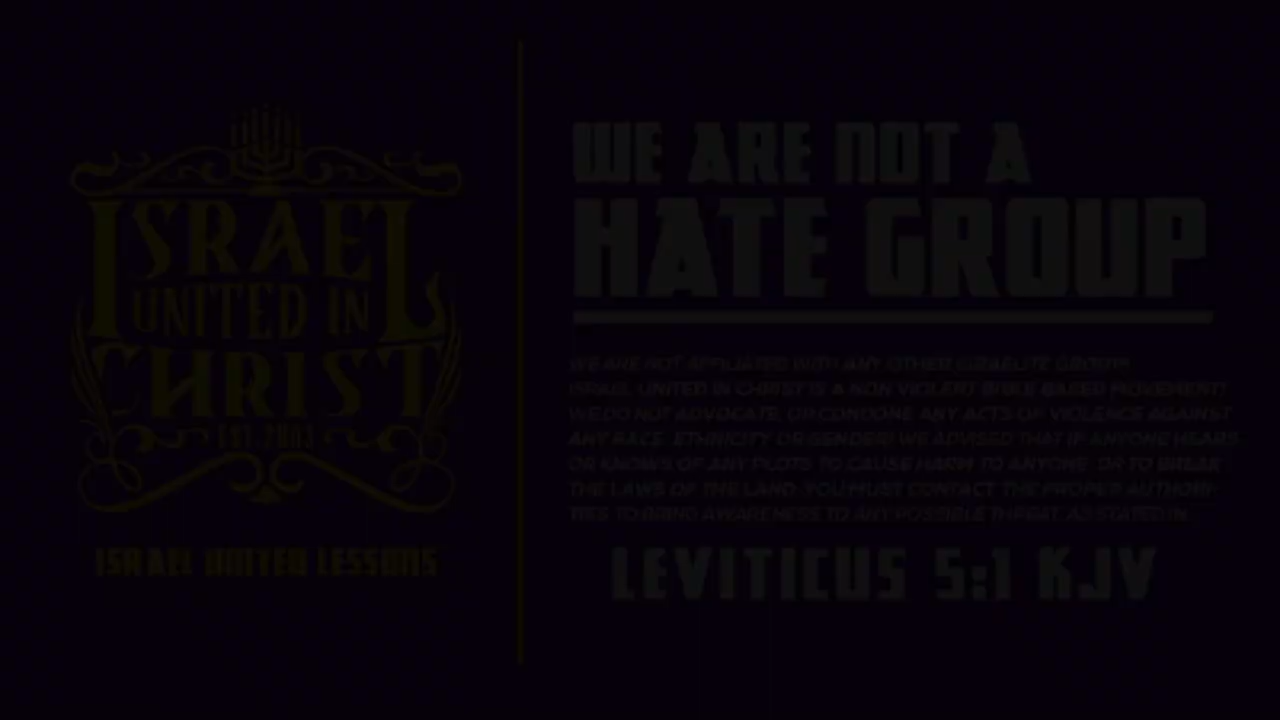 ISRAEL
UNITED IN
CHRIST
EST 2003
ISRAEL UNITED LESSONS
WE ARE NOT A
HATE GROUP
WE ARE NOT AFFILIATED WITH ANY OTHER ISRAELITE GROUPS
ISRAEL UNITED IN CHRIST IS A NON VIOLENT BIBLE BASED MOVEMENT!
WE DO NOT ADVOCATE, OR CONDONE ANY ACTS OF VIOLENCE AGAINST
ANY RACE, ETHNICITY OR GENDER! WE ADVISED THAT IF ANYONE HEARS
OR KNOWS OF ANY PLOTS TO CAUSE HARM TO ANYONE OR TO BREAK
THE LAWS OF THE LAND. YOU MUST CONTACT THE PROPER AUTHORI-
TIES TO BRING AWARENESS TO ANY POSSIBLE THREAT. AS STATED IN
LEVITICUS 5:1 KJV